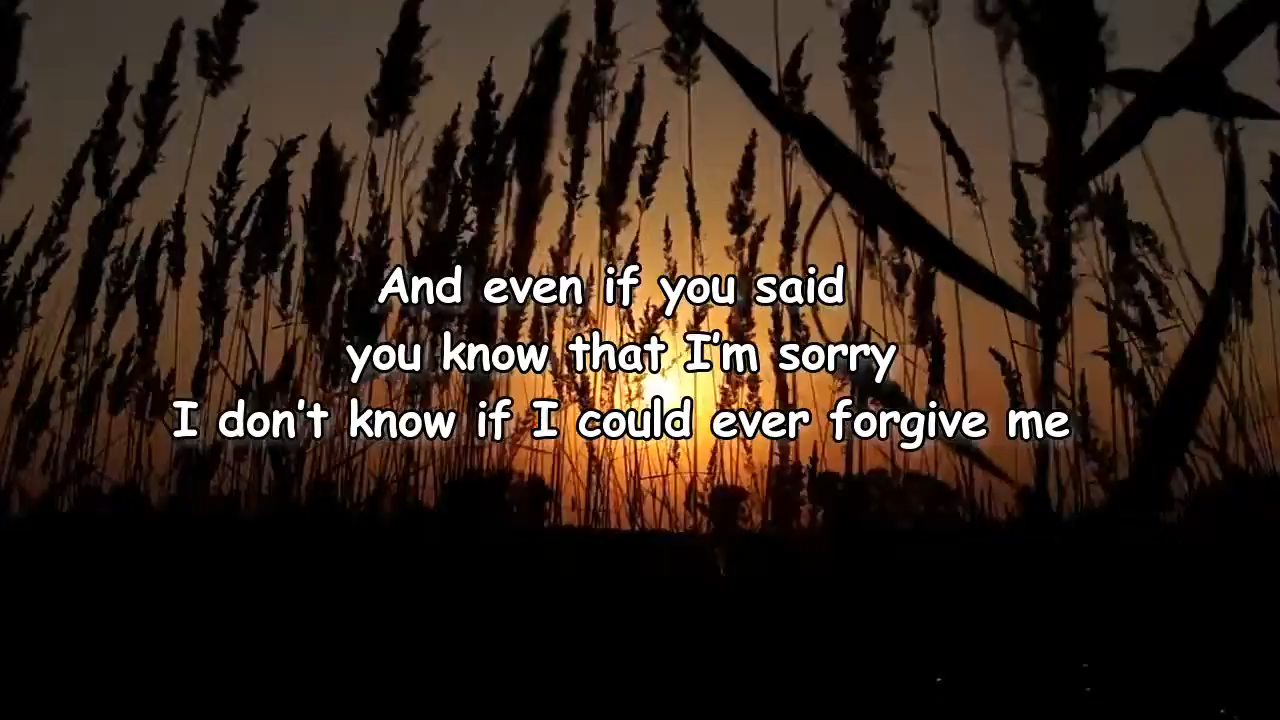 And even if you said
you know that I'm sorry
I don't know if I could ever forgive me